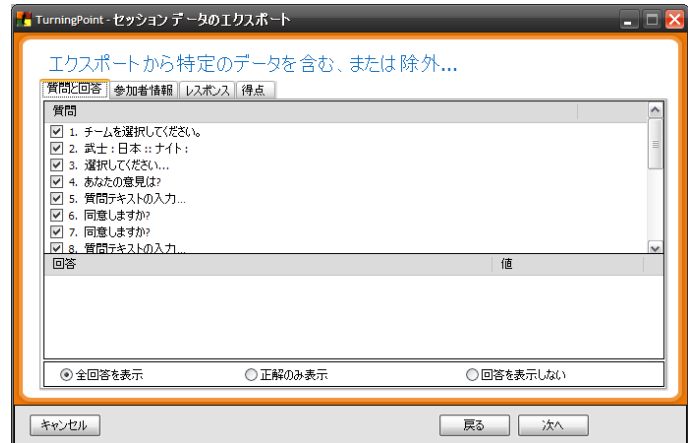 TurningPoint - セッション データのエクスポート
エクスポートから特定のデータを含む、または除外...
質問と回答 参加者情報 レスポンス 得点
質問
1. チームを選択してください。
2. 武士 : 日本 :: ナイト :
3. 選択してください...
4. あなたの意見は?
5. 質問テキストの入力...
6. 同意しますか?
7. 同意しますか?
8. 質問テキストの入力...
回答 値
全回答を表示 正解のみ表示 回答を表示しない
キャンセル 戻る 次へ